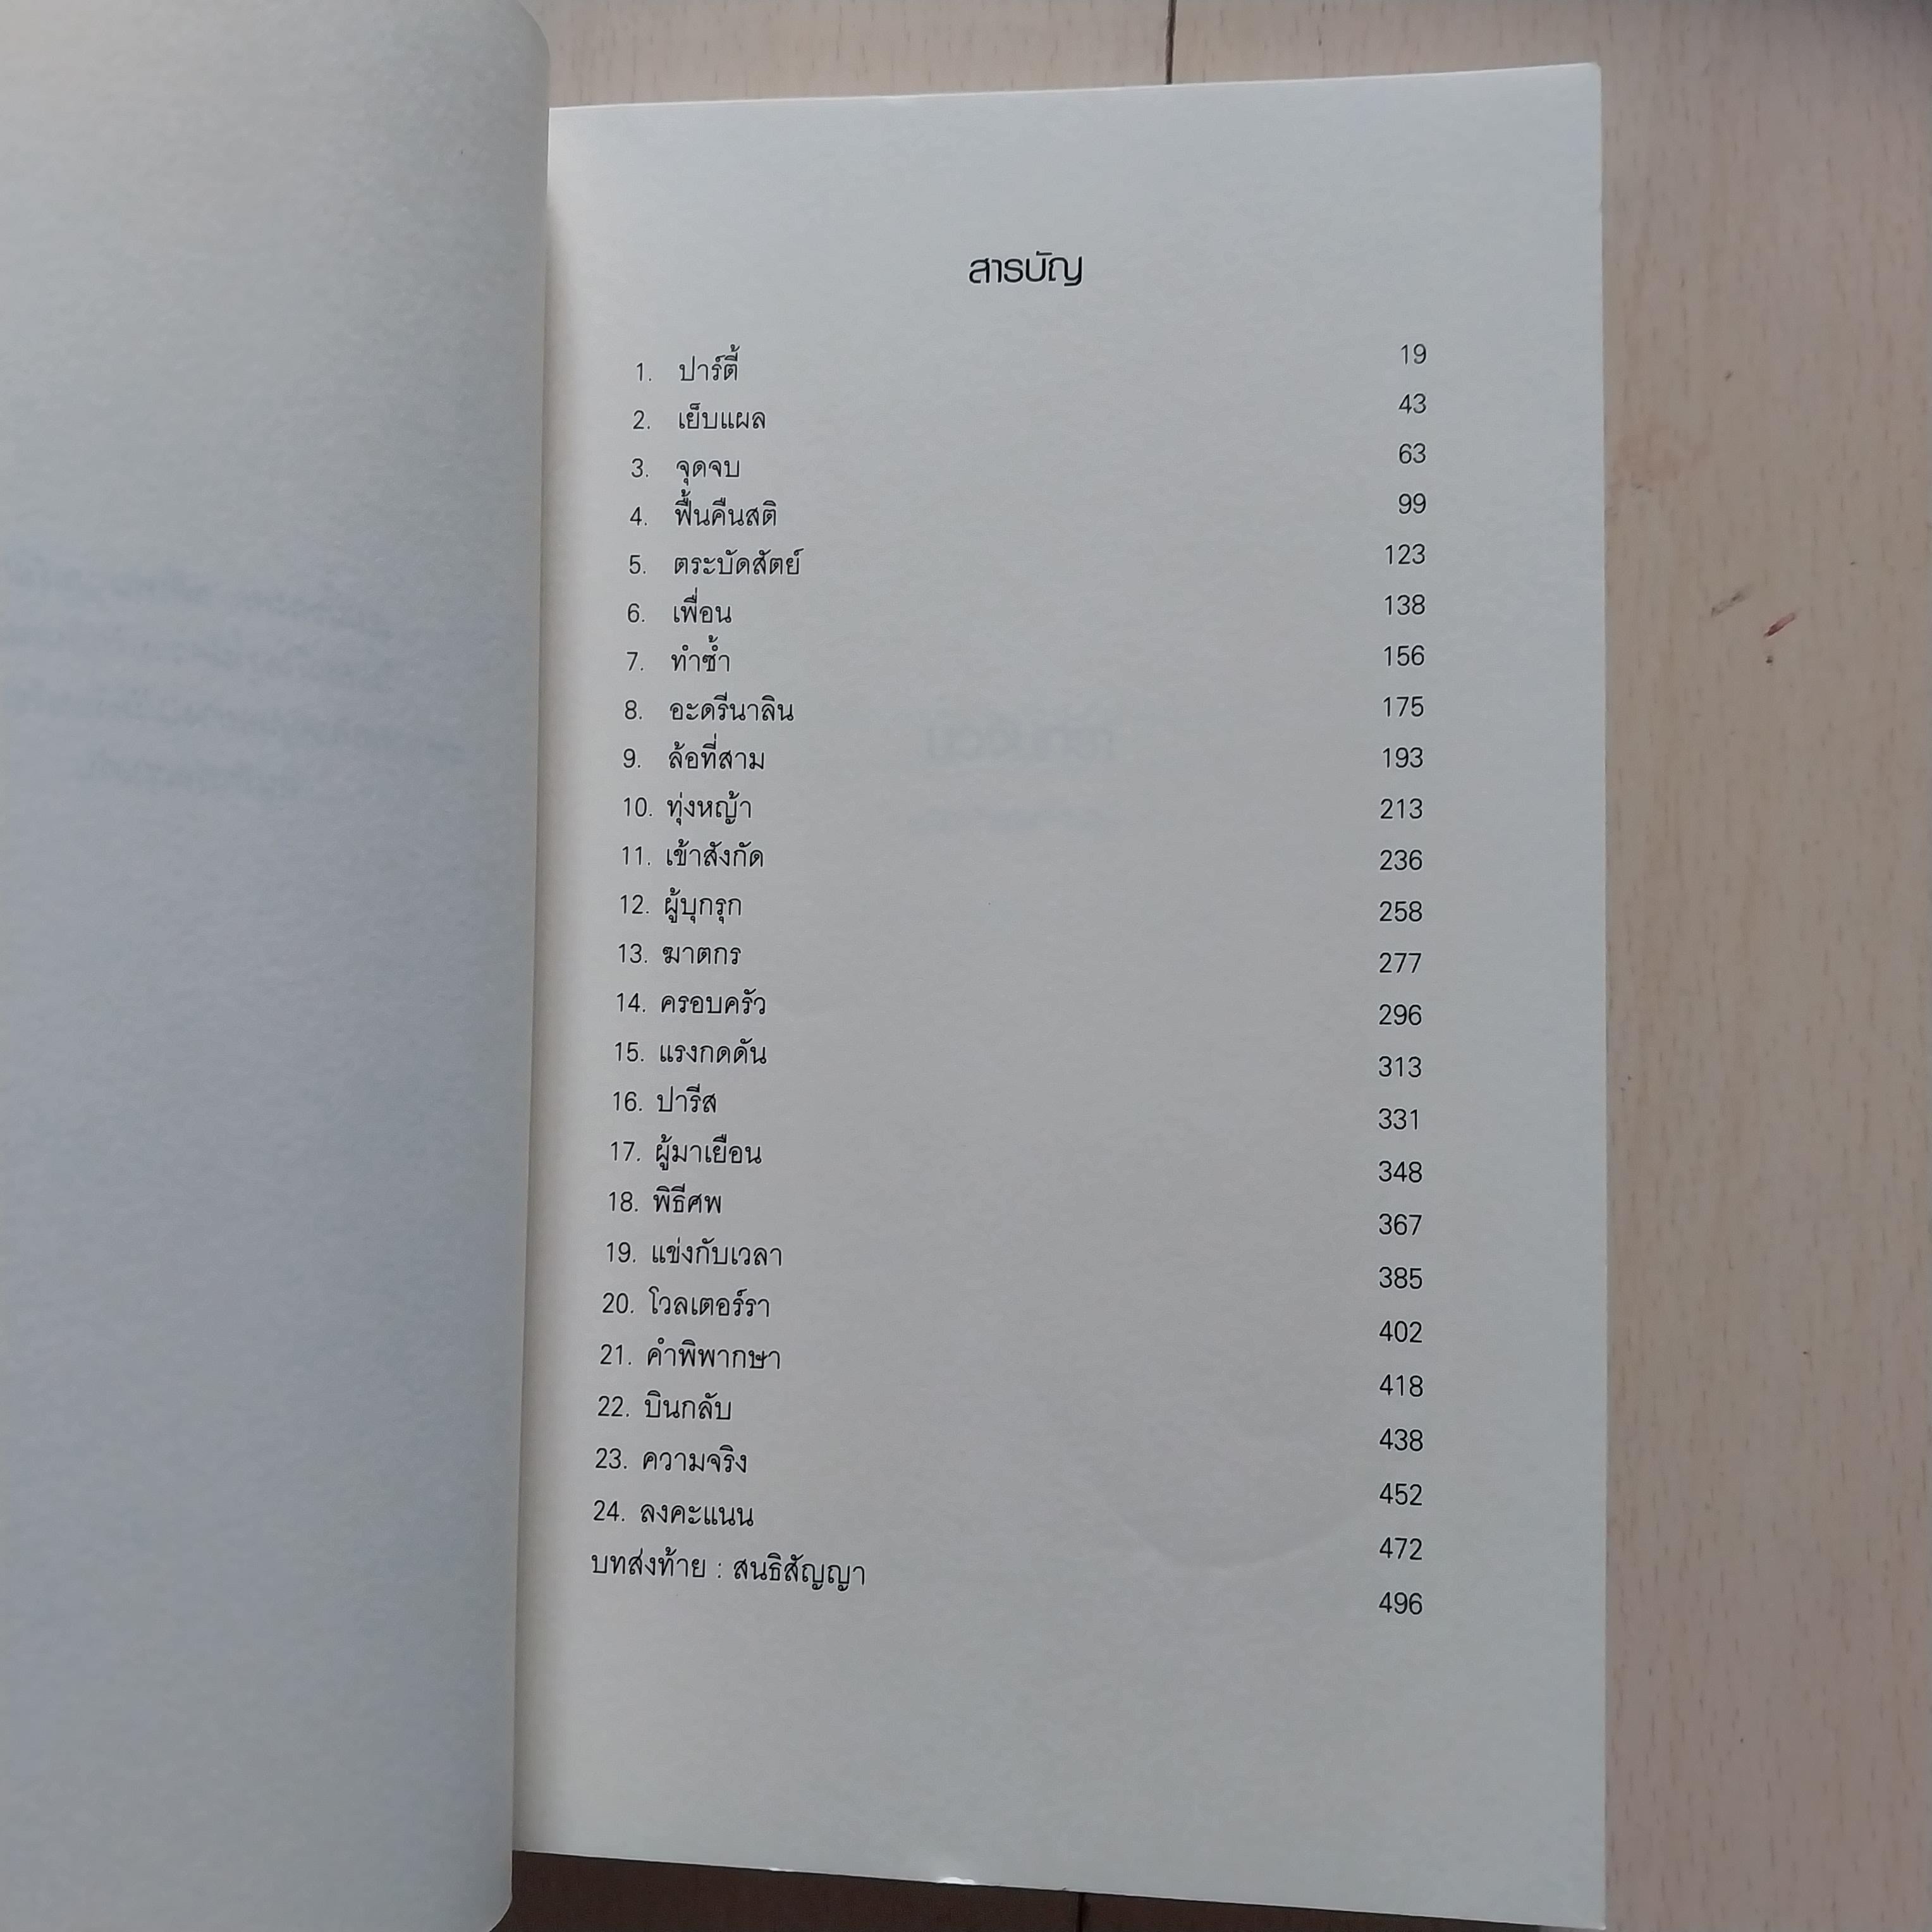 สารบัญ
1. ปาร์ตี้ 19
2. เย็บแผล 43
3. จุดจบ 63
4. ฟื้นคืนสติ 99
5. ตระบัดสัตย์ 123
6. เพื่อน 138
7. ทำซ้ำ 156
8. อะดรีนาลิน 175
9. ล้อที่สาม 193
10. ทุ่งหญ้า 213
11. เข้าสังกัด 236
12. ผู้บุกรุก 258
13. ฆาตกร 277
14. ครอบครัว 296
15. แรงกดดัน 313
16. ปารีส 331
17. ผู้มาเยือน 348
18. พิธีศพ 367
19. แข่งกับเวลา 385
20. โวลเตอร์รา 402
21. คำพิพากษา 418
22. บินกลับ 438
23. ความจริง 452
24. ลงคะแนน 472
บทส่งท้าย : สนธิสัญญา 496